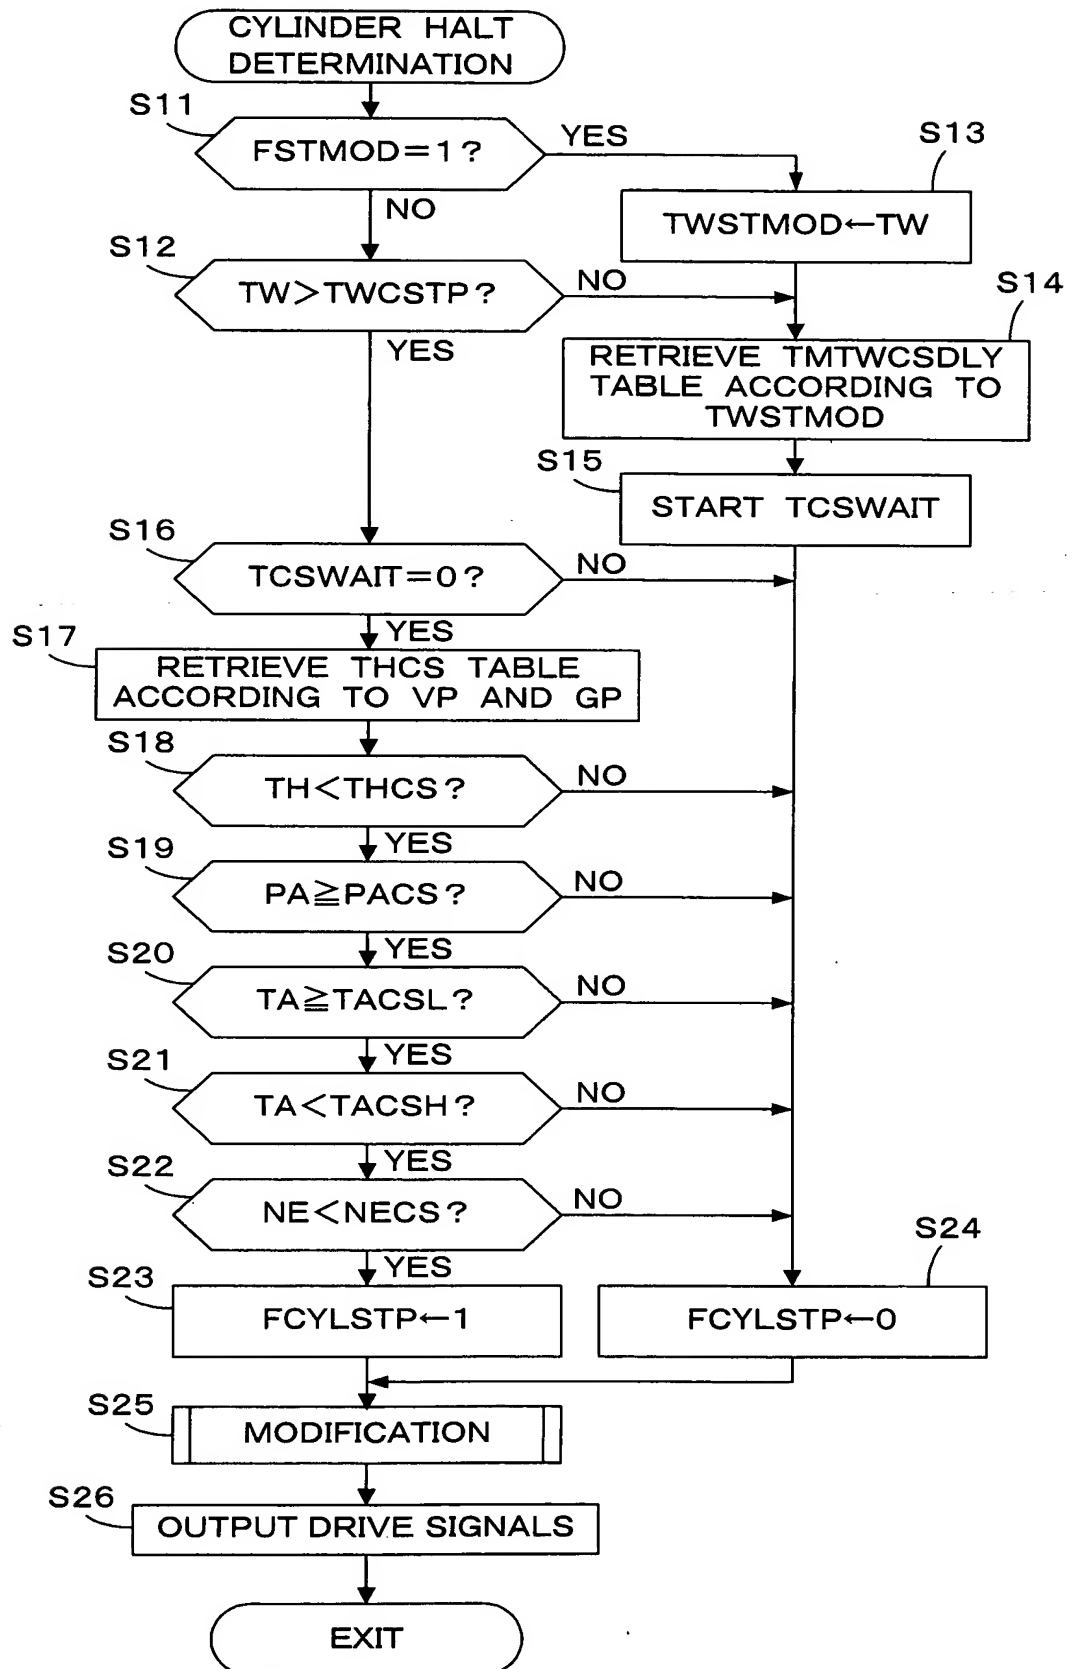 CYLINDER HALT
DETERMINATION
S11
FSTMOD=1?
YES
NO
S13
TWSTMOD←TW
S12
TW>TWCSTP?
NO
YES
S14
RETRIEVE TMTWCSDLY
TABLE ACCORDING TO
TWSTMOD
S15
START TCSWAIT
S16
TCSWAIT=0?
NO
YES
S17
RETRIEVE THCS TABLE
ACCORDING TO VP AND GP
S18
TH<THCS?
NO
YES
S19
PA≧PACS?
NO
YES
S20
TA≧TACSL?
NO
YES
S21
TA<TACSH?
NO
YES
S22
NE<NECS?
NO
YES
S23
FCYLSTP←1
S24
FCYLSTP←0
S25
MODIFICATION
S26
OUTPUT DRIVE SIGNALS
EXIT